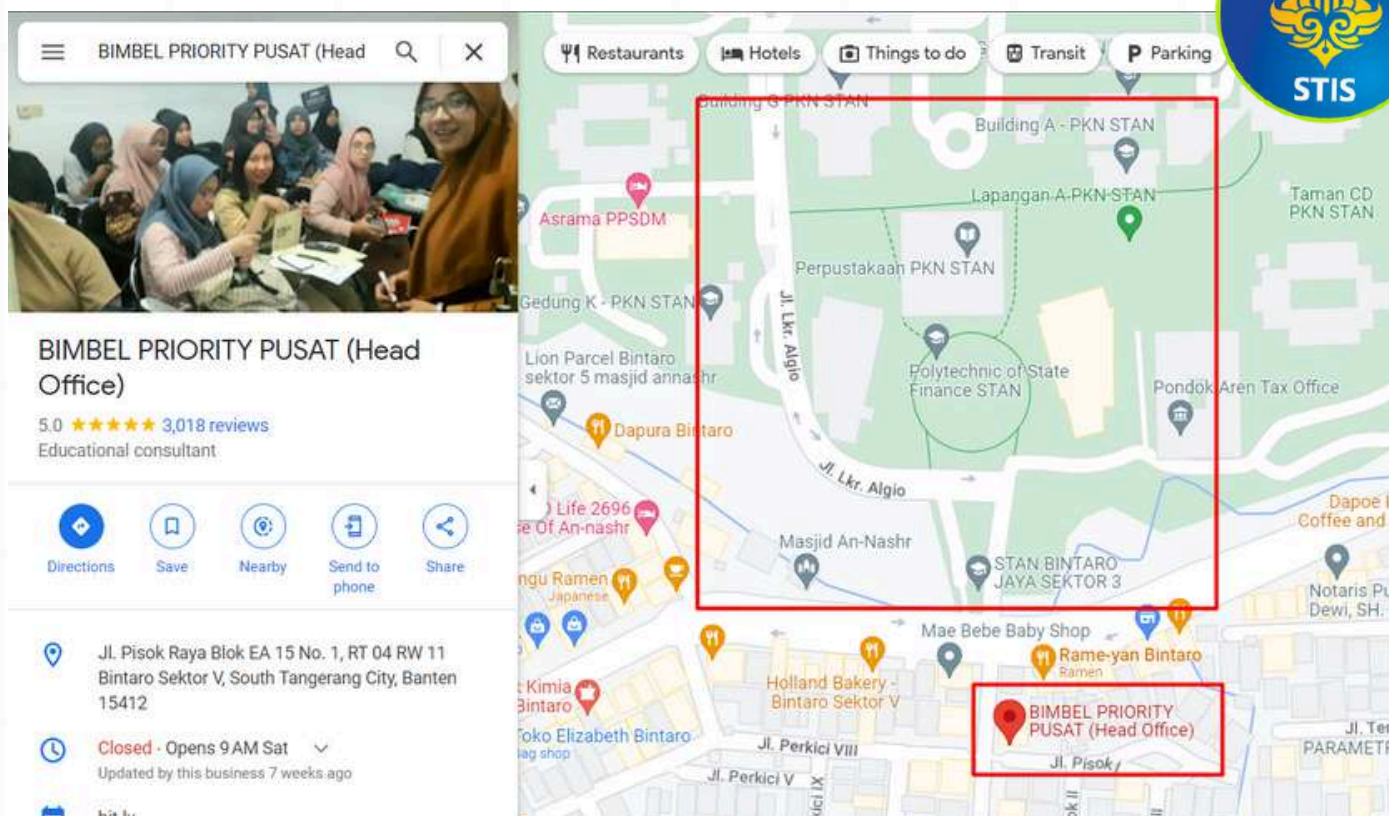 BIMBEL PRIORITY PUSAT (Head
Restaurants
Hotels
Things to do
Transit
Parking
STIS
BIMBEL PRIORITY PUSAT (Head
Office)
5.0
3,018 reviews
Educational consultant
Directions
Save
Nearby
Send to
phone
Share
Jl. Pisok Raya Blok EA 15 No. 1, RT 04 RW 11
Bintaro Sektor V, South Tangerang City, Banten
15412
Closed · Opens 9 AM Sat
Updated by this business 7 weeks ago
Building G PKN STAN
Building A - PKN STAN
Lapangan A-PKN STAN
Taman CD
PKN STAN
Asrama PPSDM
Perpustakaan PKN STAN
Gedung K - PKN STAN
Jl. Lkr. Algio
Lion Parcel Bintaro
sektor 5 masjid annashr
Polytechnic of State
Finance STAN
Pondok Aren Tax Office
Dapura Bintaro
Jl. Lkr. Algio
Life 2696
Of An-nashr
Dapoe
Coffee and
Masjid An-Nashr
STAN BINTARO
JAYA SEKTOR 3
Ramen
Japanese
Notaris
Dewi, SH.
Mae Bebe Baby Shop
Rame-yan Bintaro
Ramen
Holland Bakery -
Bintaro Sektor V
Kimia
Bintaro
BIMBEL PRIORITY
PUSAT (Head Office)
Toko Elizabeth Bintaro
Bag shop
Jl. Perkici VIII
Jl. Pisok
Jl. Perkici V